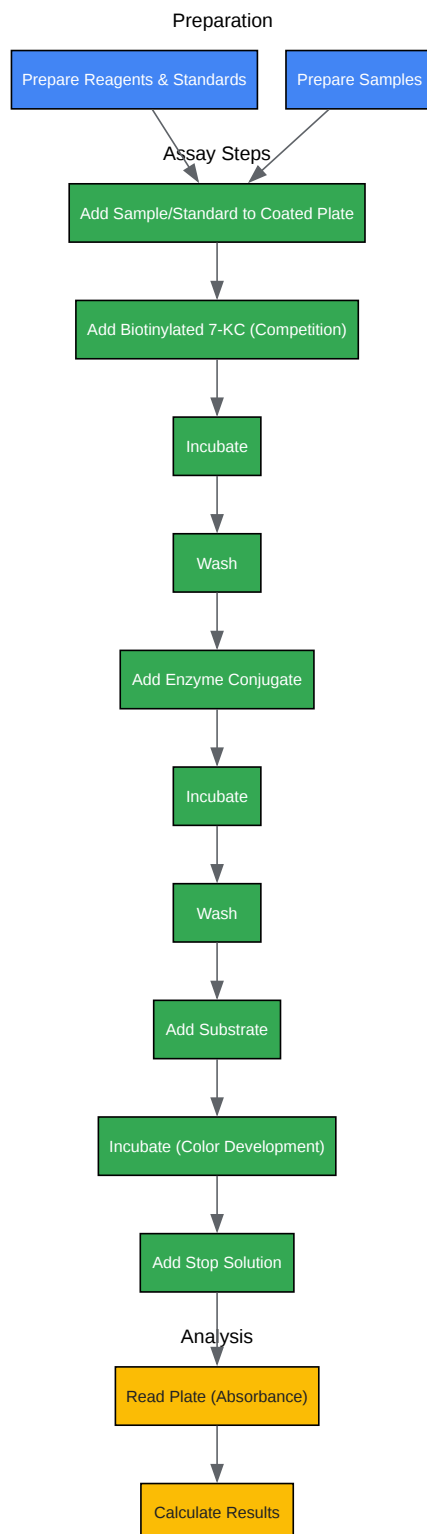 Preparation
Prepare Reagents & Standards
Prepare Samples
Assay Steps
Add Sample/Standard to Coated Plate
Add Biotinylated 7-KC (Competition)
Incubate
Wash
Add Enzyme Conjugate
Incubate
Wash
Add Substrate
Incubate (Color Development)
Add Stop Solution
Analysis
Read Plate (Absorbance)
Calculate Results